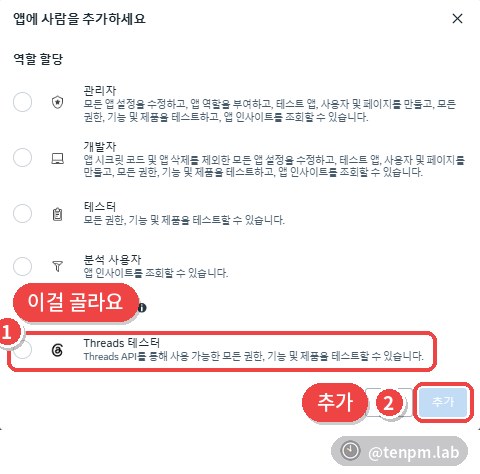 앱에 사람을 추가하세요
역할 할당
관리자
모든 앱 설정을 수정하고, 앱 역할을 부여하고, 테스트 앱, 사용자 및 페이지를 만들고, 모든
권한, 기능 및 제품을 테스트하고, 앱 인사이트를 조회할 수 있습니다.
개발자
앱 시크릿 코드 및 앱 삭제를 제외한 모든 앱 설정을 수정하고, 테스트 앱, 사용자 및 페이지를
만들고, 모든 권한, 기능 및 제품을 테스트하고, 앱 인사이트를 조회할 수 있습니다.
테스터
모든 권한, 기능 및 제품을 테스트할 수 있습니다.
분석 사용자
앱 인사이트를 조회할 수 있습니다.
이걸 골라요
1
Threads 테스터
Threads API를 통해 사용 가능한 모든 권한, 기능 및 제품을 테스트할 수 있습니다.
추가
2
추가
@tenpm.lab